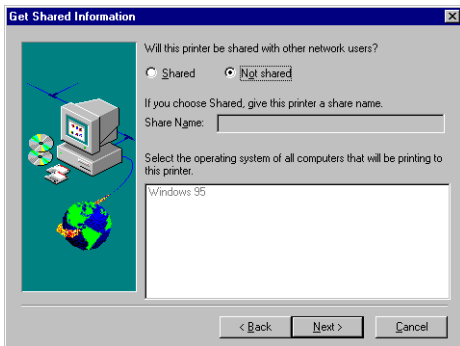 Get Shared Information
Will this printer be shared with other network users?
Shared
Not shared
If you choose Shared, give this printer a share name.
Share Name:
Select the operating system of all computers that will be printing to
this printer.
Windows 95
< Back
Next >
Cancel